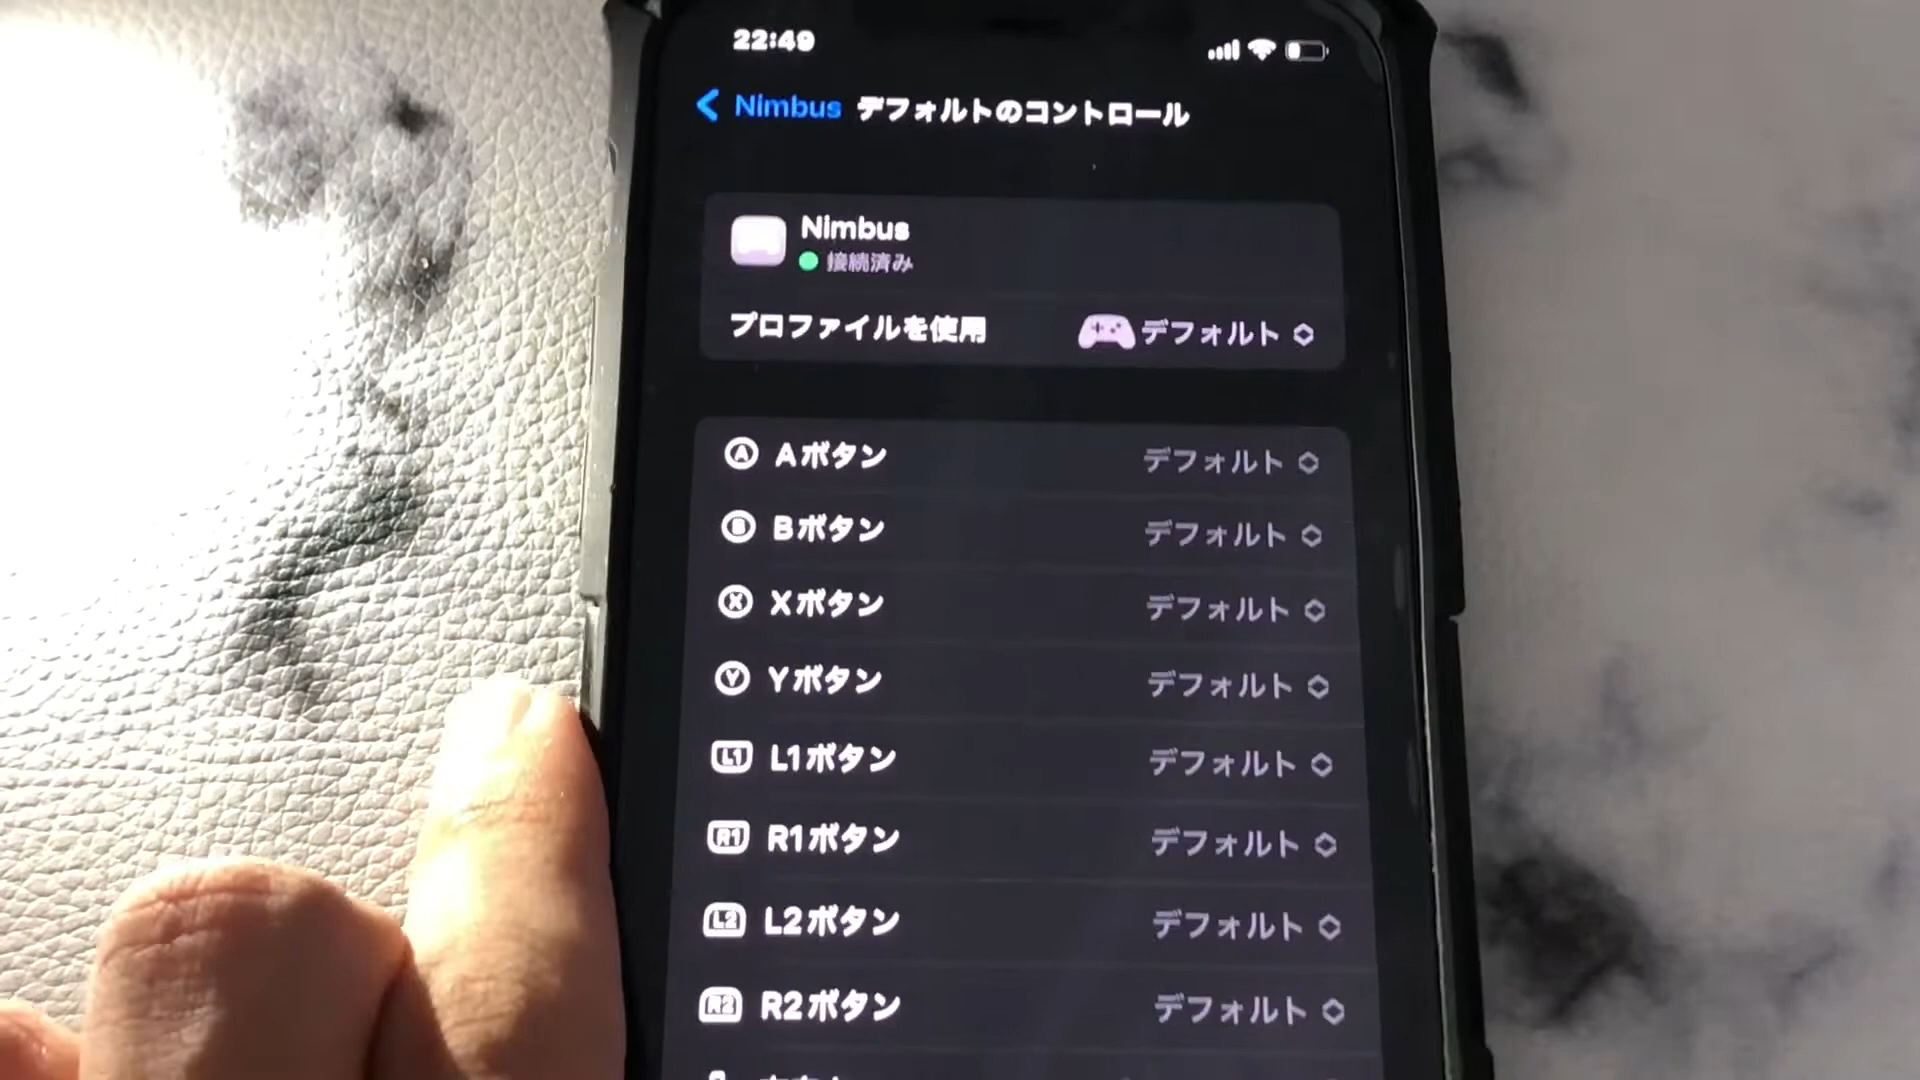 22:49
Nimbus デフォルトのコントロール
Nimbus
接続済み
プロファイルを使用 デフォルト
A Aボタン デフォルト
B Bボタン デフォルト
X Xボタン デフォルト
Y Yボタン デフォルト
L1 L1ボタン デフォルト
R1 R1ボタン デフォルト
L2 L2ボタン デフォルト
R2 R2ボタン デフォルト